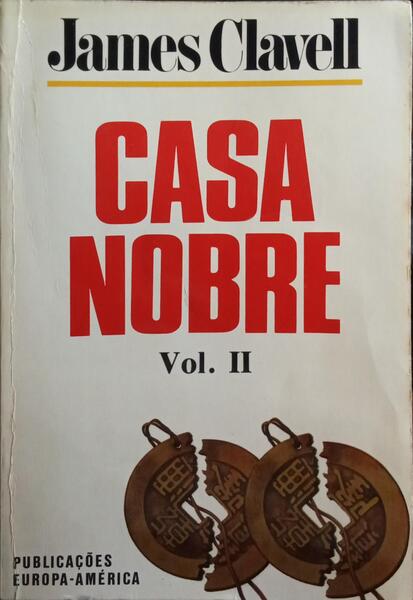 James Clavell
CASA
NOBRE
Vol. II
PUBLICAÇÕES
EUROPA-AMÉRICA